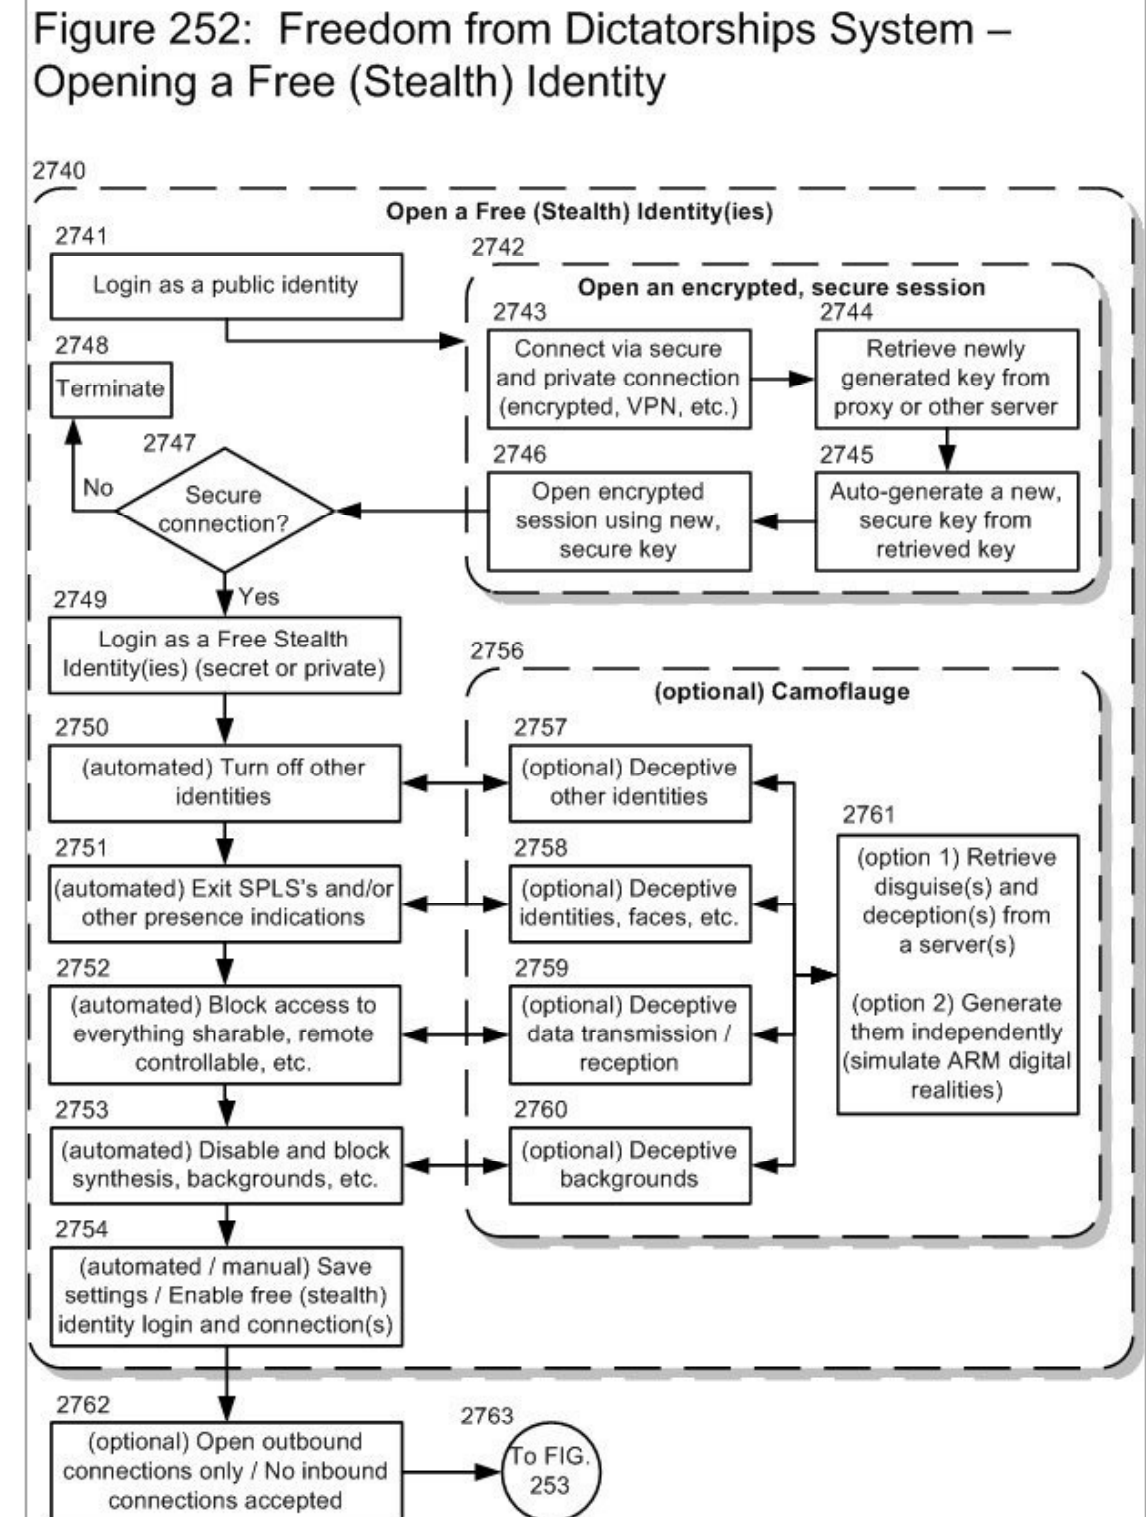 Figure 252:  Freedom from Dictatorships System –
Opening a Free (Stealth) Identity
2740
Open a Free (Stealth) Identity(ies)
2741
Login as a public identity
2742
Open an encrypted, secure session
2743
Connect via secure
and private connection
(encrypted, VPN, etc.)
2744
Retrieve newly
generated key from
proxy or other server
2745
Auto-generate a new,
secure key from
retrieved key
2746
Open encrypted
session using new,
secure key
2747
Secure
connection?
No
2748
Terminate
Yes
2749
Login as a Free Stealth
Identity(ies) (secret or private)
2750
(automated) Turn off other
identities
2751
(automated) Exit SPLS's and/or
other presence indications
2752
(automated) Block access to
everything sharable, remote
controllable, etc.
2753
(automated) Disable and block
synthesis, backgrounds, etc.
2754
(automated / manual) Save
settings / Enable free (stealth)
identity login and connection(s)
2756
(optional) Camoflauge
2757
(optional) Deceptive
other identities
2758
(optional) Deceptive
identities, faces, etc.
2759
(optional) Deceptive
data transmission /
reception
2760
(optional) Deceptive
backgrounds
2761
(option 1) Retrieve
disguise(s) and
deception(s) from
a server(s)
(option 2) Generate
them independently
(simulate ARM digital
realities)
2762
(optional) Open outbound
connections only / No inbound
connections accepted
2763
To FIG.
253